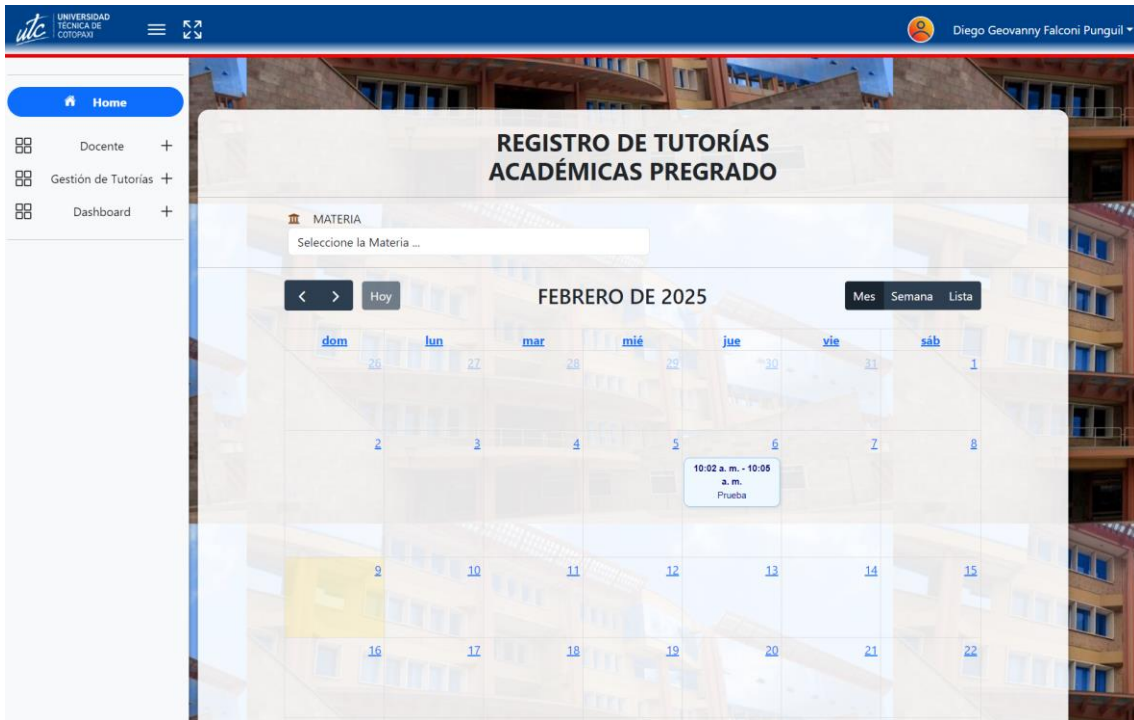 utc UNIVERSIDAD
TÉCNICA DE
COTOPAXI
Diego Geovanny Falconi Punguil
Home
Docente
Gestión de Tutorías
Dashboard
REGISTRO DE TUTORÍAS
ACADÉMICAS PREGRADO
MATERIA
Seleccione la Materia ...
Hoy
FEBRERO DE 2025
Mes Semana Lista
dom lun mar mié jue vie sáb
26 27 28 29 30 31 1
2 3 4 5 6 7 8
10:02 a. m. - 10:05
a. m.
Prueba
9 10 11 12 13 14 15
16 17 18 19 20 21 22